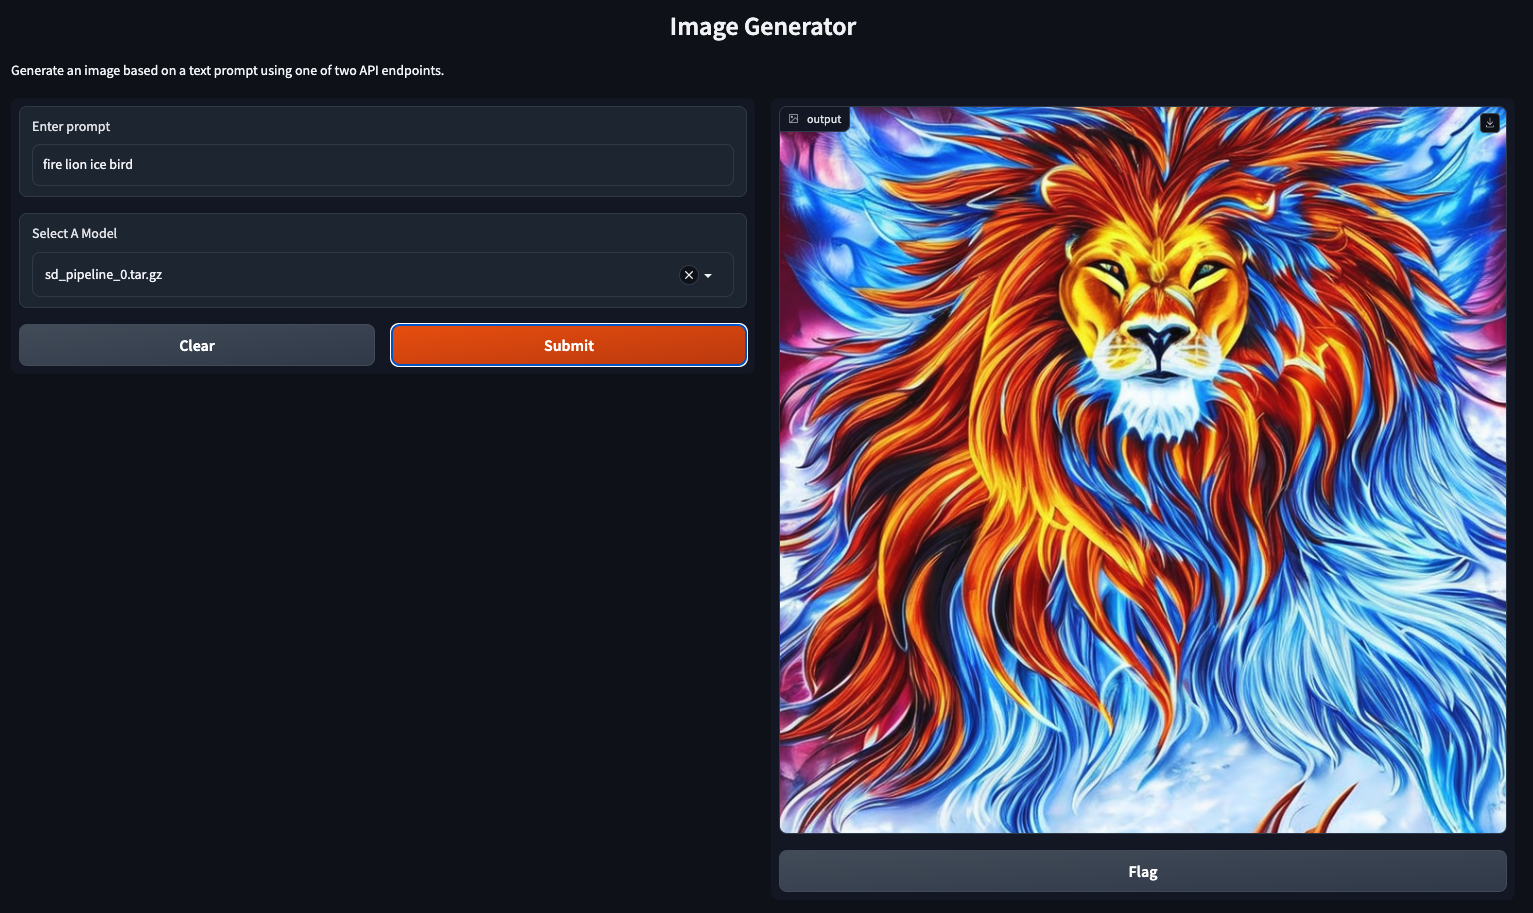 Image Generator
Generate an image based on a text prompt using one of two API endpoints.
Enter prompt
fire lion ice bird
Select A Model
sd_pipeline_0.tar.gz
Clear
Submit
output
Flag